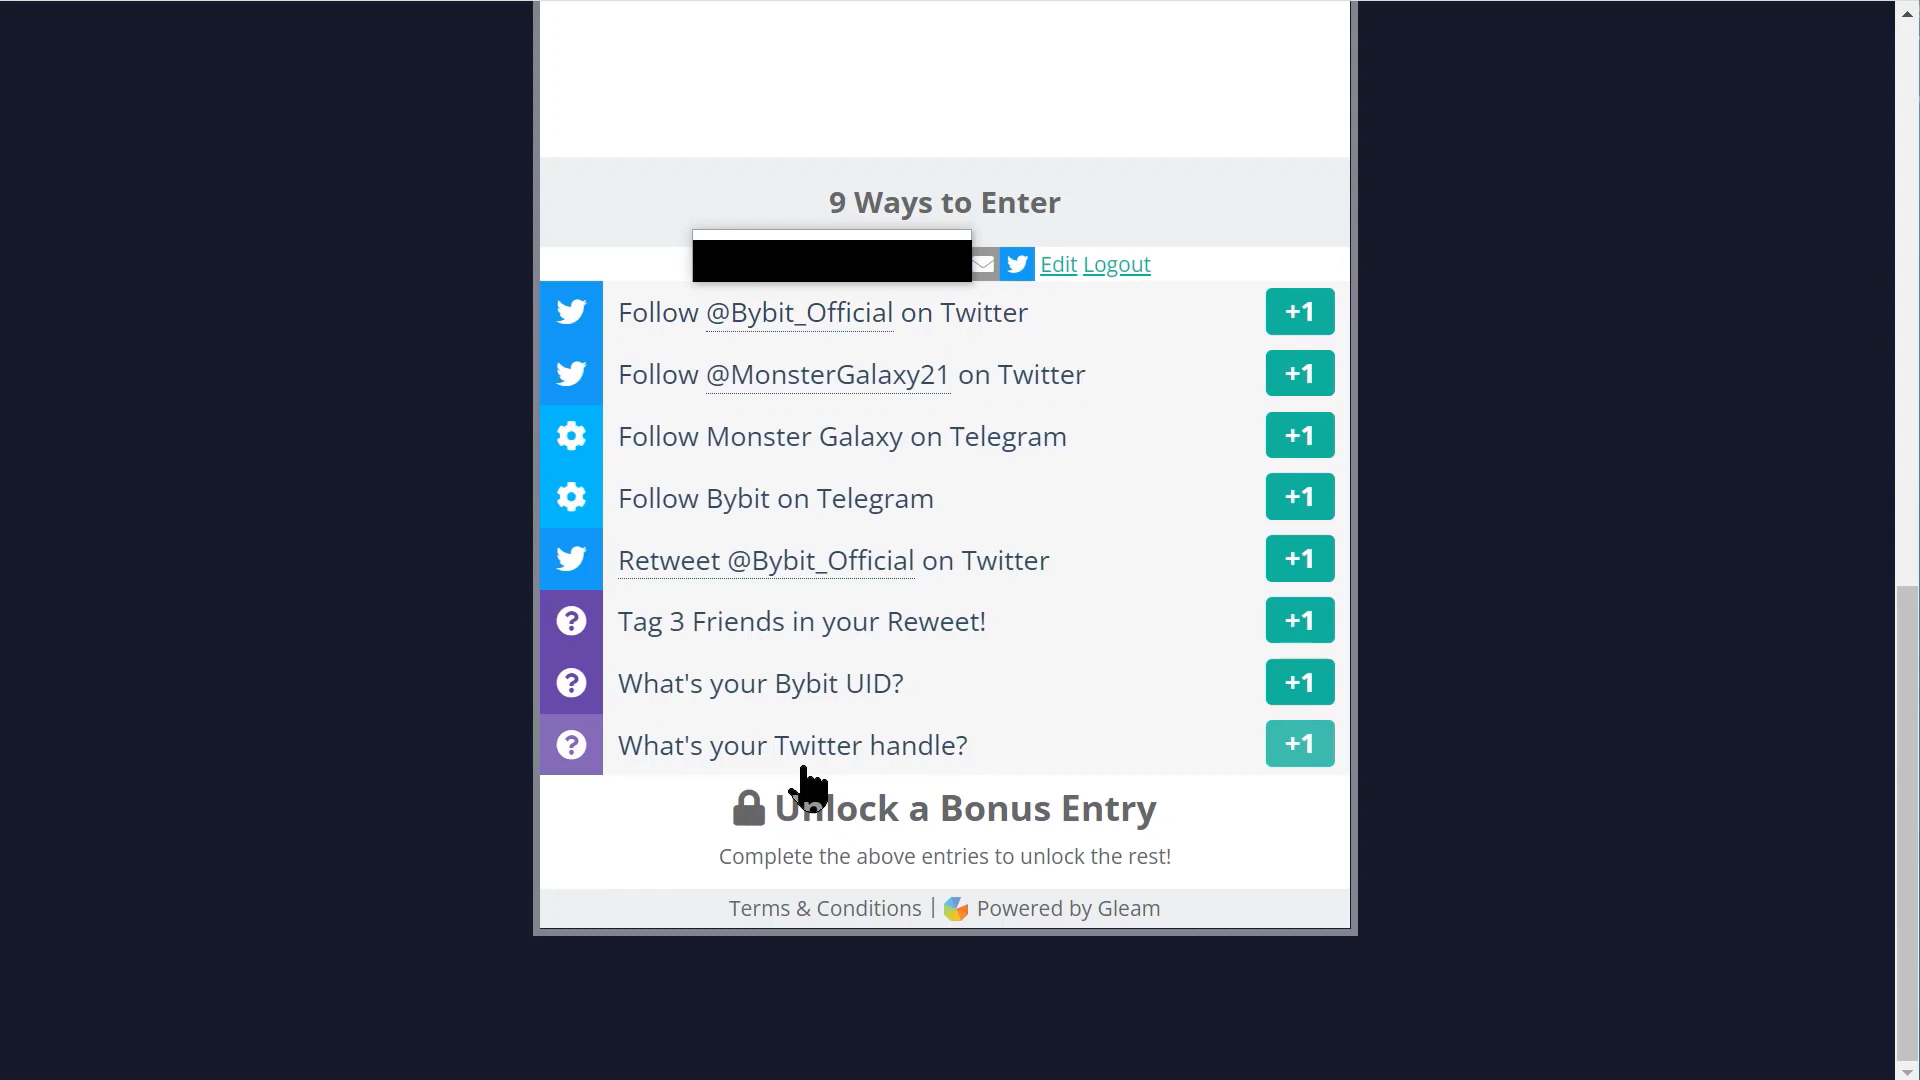 9 Ways to Enter
Edit Logout
Follow @Bybit_Official on Twitter +1
Follow @MonsterGalaxy21 on Twitter +1
Follow Monster Galaxy on Telegram +1
Follow Bybit on Telegram +1
Retweet @Bybit_Official on Twitter +1
Tag 3 Friends in your Reweet! +1
What's your Bybit UID? +1
What's your Twitter handle? +1
Unlock a Bonus Entry
Complete the above entries to unlock the rest!
Terms & Conditions | Powered by Gleam